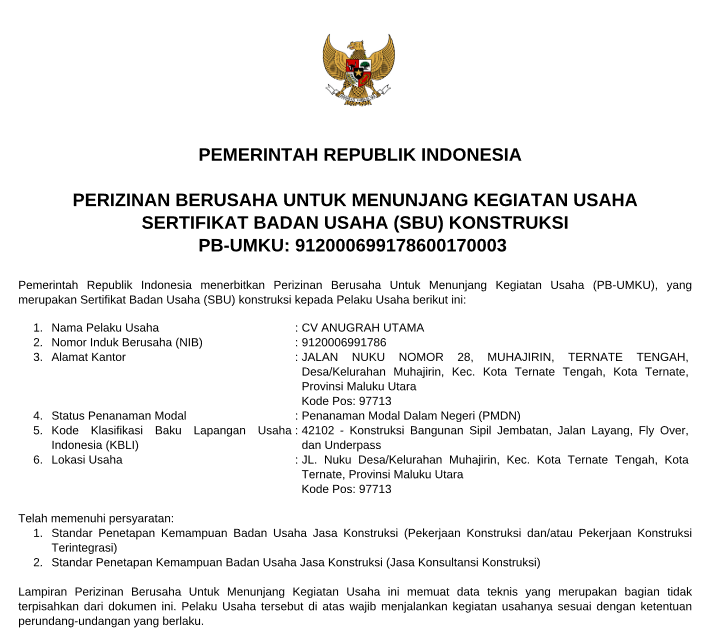 PEMERINTAH REPUBLIK INDONESIA
PERIZINAN BERUSAHA UNTUK MENUNJANG KEGIATAN USAHA
SERTIFIKAT BADAN USAHA (SBU) KONSTRUKSI
PB-UMKU: 912000699178600170003
Pemerintah Republik Indonesia menerbitkan Perizinan Berusaha Untuk Menunjang Kegiatan Usaha (PB-UMKU), yang
merupakan Sertifikat Badan Usaha (SBU) konstruksi kepada Pelaku Usaha berikut ini:
1. Nama Pelaku Usaha : CV ANUGRAH UTAMA
2. Nomor Induk Berusaha (NIB) : 9120006991786
3. Alamat Kantor : JALAN NUKU NOMOR 28, MUHAJIRIN, TERNATE TENGAH,
Desa/Kelurahan Muhajirin, Kec. Kota Ternate Tengah, Kota Ternate,
Provinsi Maluku Utara
Kode Pos: 97713
4. Status Penanaman Modal : Penanaman Modal Dalam Negeri (PMDN)
5. Kode Klasifikasi Baku Lapangan Usaha : 42102 - Konstruksi Bangunan Sipil Jembatan, Jalan Layang, Fly Over,
Indonesia (KBLI) dan Underpass
6. Lokasi Usaha : JL. Nuku Desa/Kelurahan Muhajirin, Kec. Kota Ternate Tengah, Kota
Ternate, Provinsi Maluku Utara
Kode Pos: 97713
Telah memenuhi persyaratan:
1. Standar Penetapan Kemampuan Badan Usaha Jasa Konstruksi (Pekerjaan Konstruksi dan/atau Pekerjaan Konstruksi
Terintegrasi)
2. Standar Penetapan Kemampuan Badan Usaha Jasa Konstruksi (Jasa Konsultansi Konstruksi)
Lampiran Perizinan Berusaha Untuk Menunjang Kegiatan Usaha ini memuat data teknis yang merupakan bagian tidak
terpisahkan dari dokumen ini. Pelaku Usaha tersebut di atas wajib menjalankan kegiatan usahanya sesuai dengan ketentuan
perundang-undangan yang berlaku.